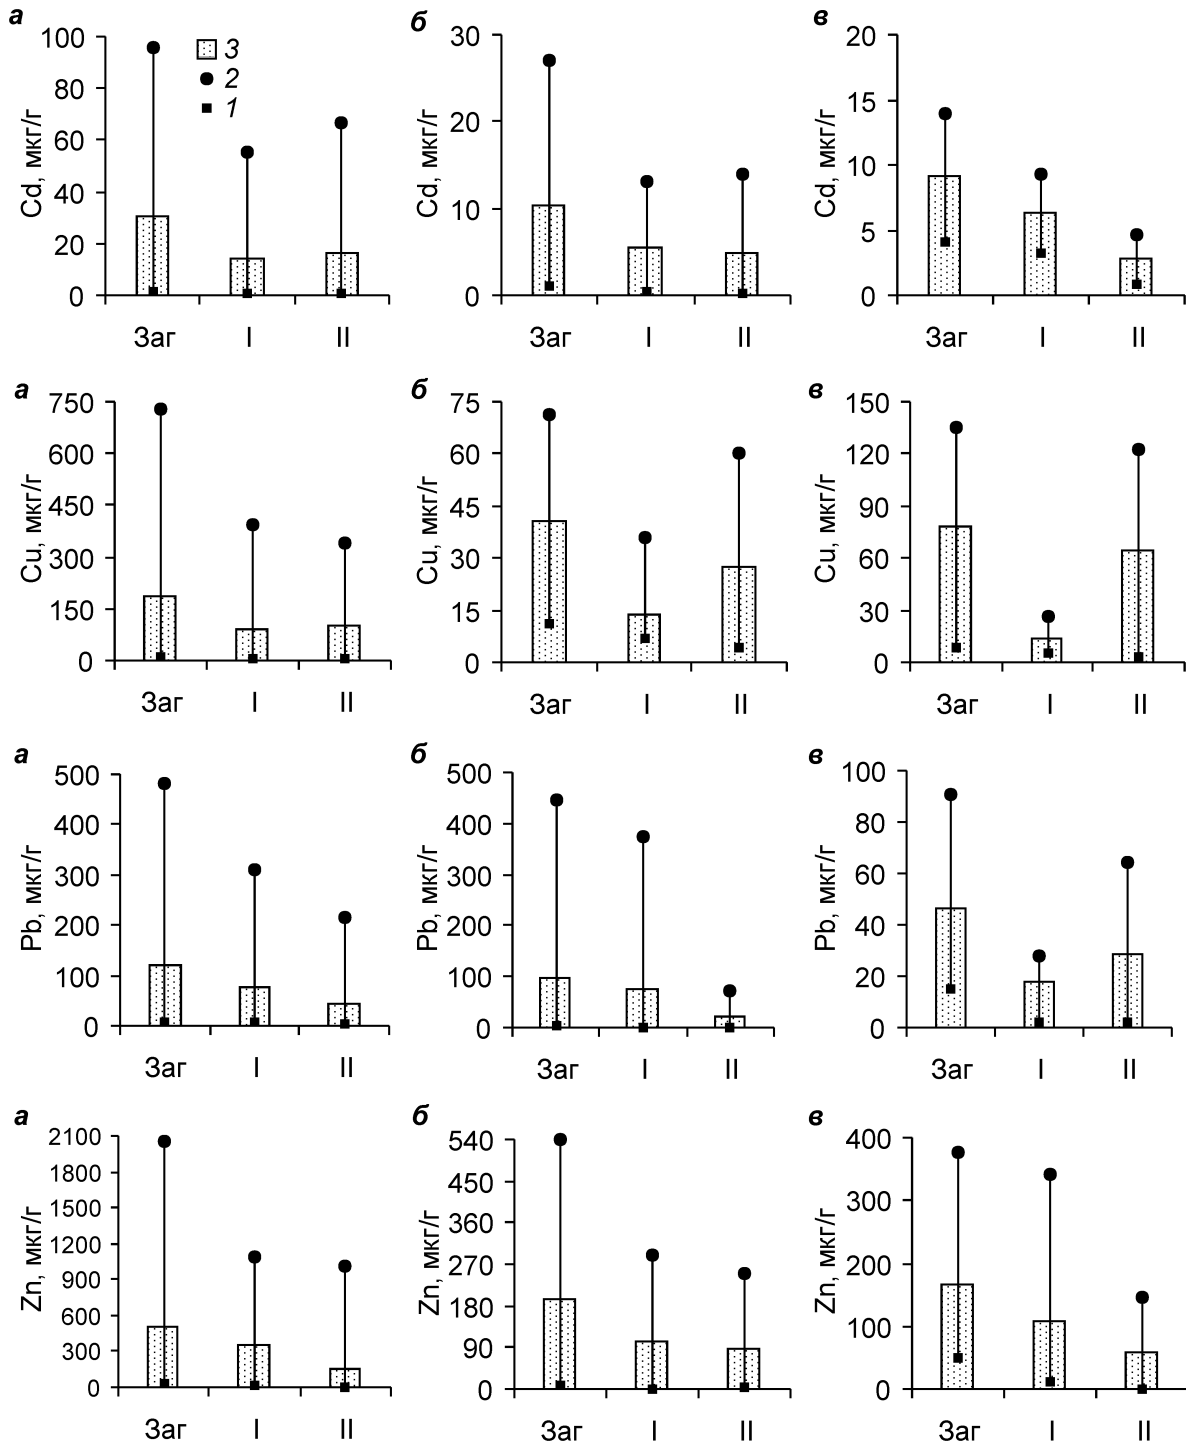 а
Cd, мкг/г
100
80
60
40
20
0
3
2
1
Заг I II
б
Cd, мкг/г
30
20
10
0
Заг I II
в
Cd, мкг/г
20
15
10
5
0
Заг I II
а
Cu, мкг/г
750
600
450
300
150
0
Заг I II
б
Cu, мкг/г
75
60
45
30
15
0
Заг I II
в
Cu, мкг/г
150
120
90
60
30
0
Заг I II
а
Pb, мкг/г
500
400
300
200
100
0
Заг I II
б
Pb, мкг/г
500
400
300
200
100
0
Заг I II
в
Pb, мкг/г
100
80
60
40
20
0
Заг I II
а
Zn, мкг/г
2100
1800
1500
1200
900
600
300
0
Заг I II
б
Zn, мкг/г
540
450
360
270
180
90
0
Заг I II
в
Zn, мкг/г
400
300
200
100
0
Заг I II